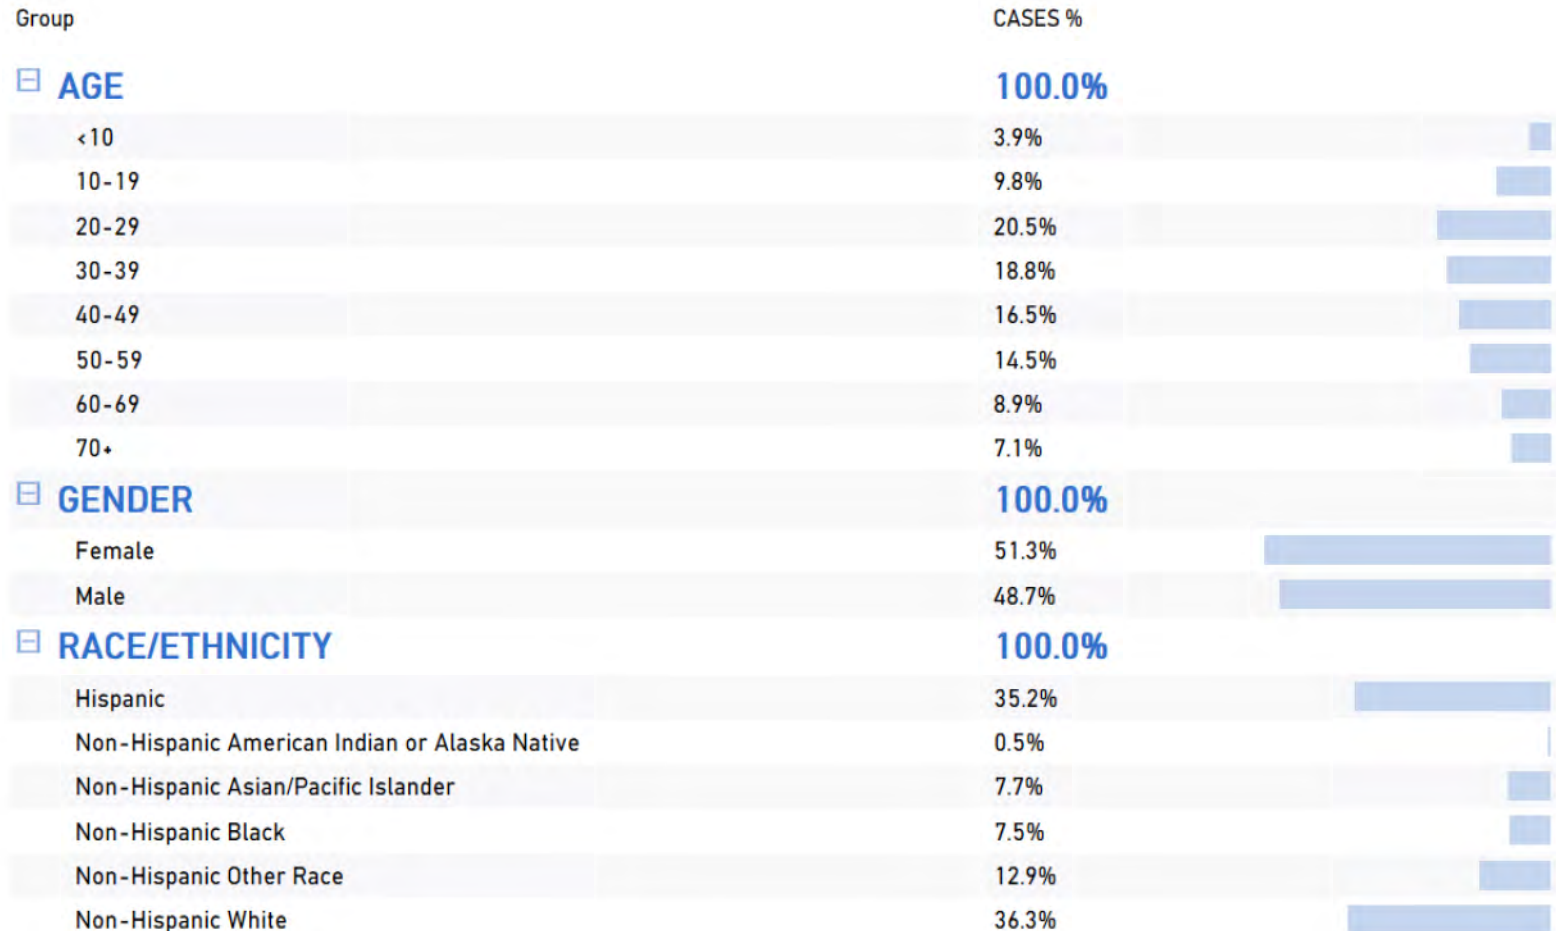 Group CASES %
AGE 100.0%
<10 3.9%
10-19 9.8%
20-29 20.5%
30-39 18.8%
40-49 16.5%
50-59 14.5%
60-69 8.9%
70+ 7.1%
GENDER 100.0%
Female 51.3%
Male 48.7%
RACE/ETHNICITY 100.0%
Hispanic 35.2%
Non-Hispanic American Indian or Alaska Native 0.5%
Non-Hispanic Asian/Pacific Islander 7.7%
Non-Hispanic Black 7.5%
Non-Hispanic Other Race 12.9%
Non-Hispanic White 36.3%